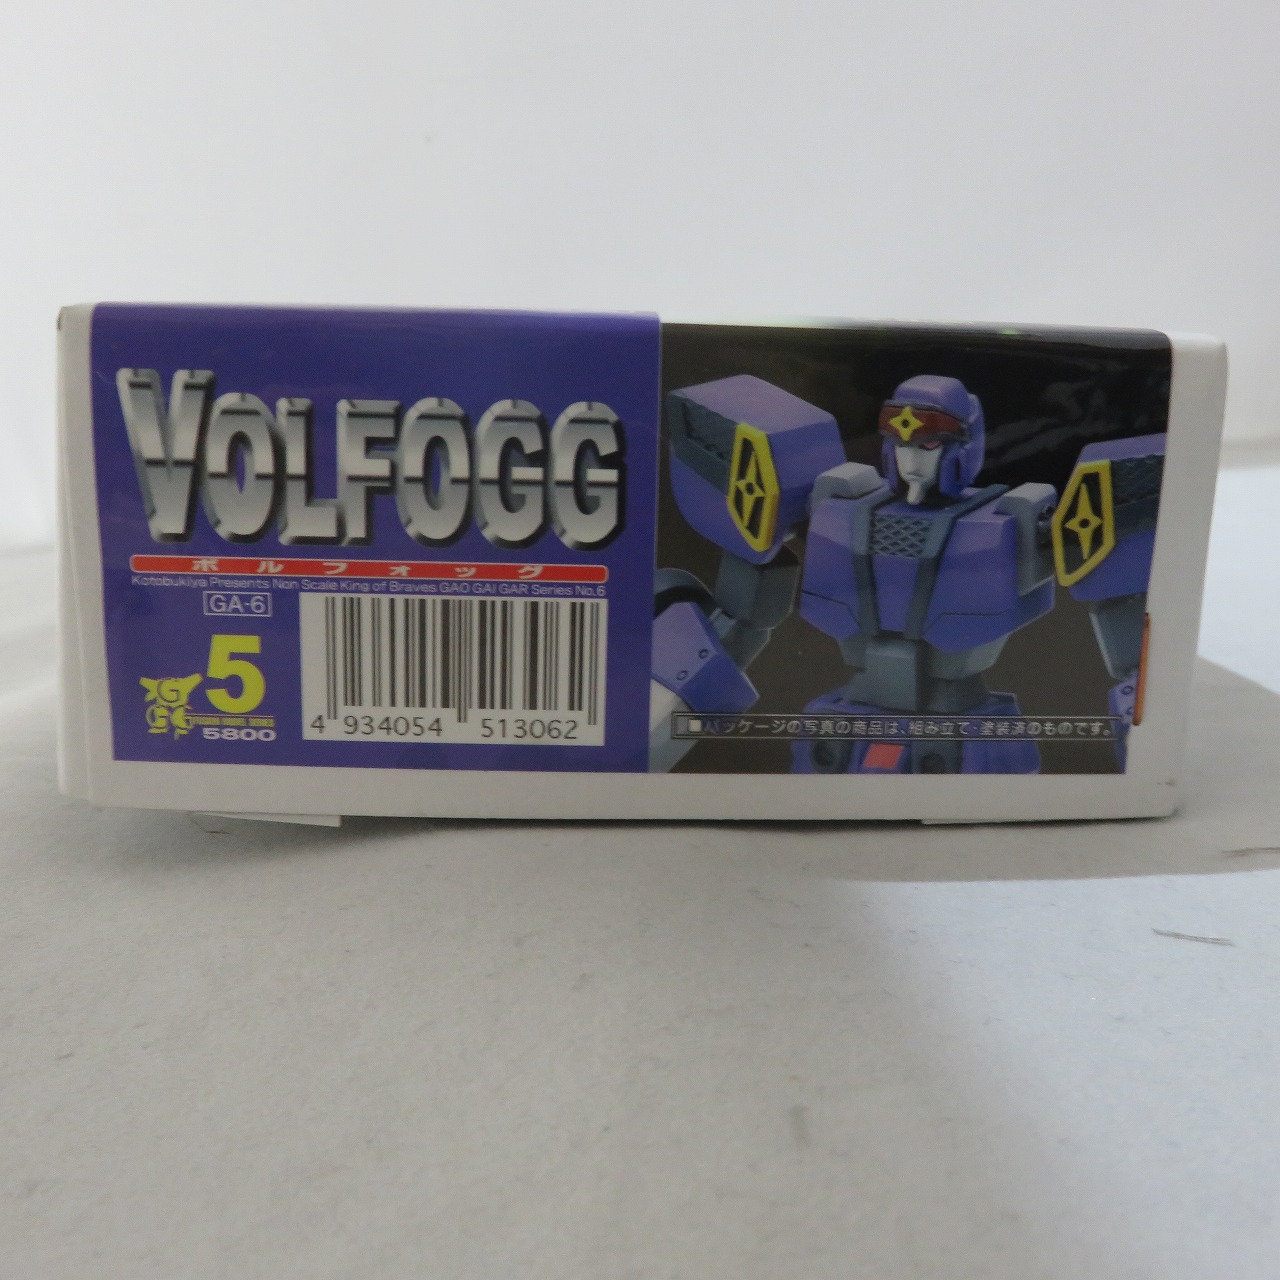 VOLFOGG
ボルフォッグ
Kotobukiya Presents Non Scale King of Braves GAO GAI GAR Series No.6
GA-6
5
5800
4 934054 513062
■パッケージの写真の商品は、組み立て・塗装済のものです。